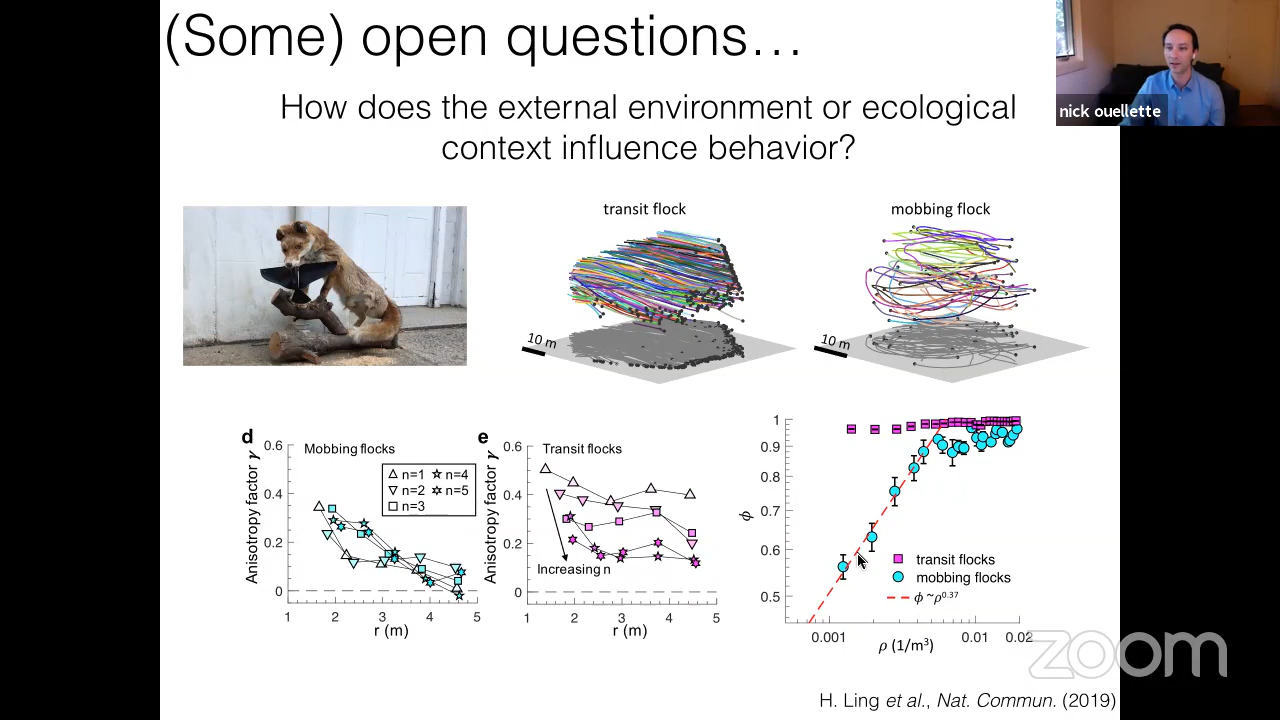 (Some) open questions…
How does the external environment or ecological
context influence behavior?
nick ouellette
transit flock
mobbing flock
10 m
10 m
d
Mobbing flocks
0.6
0.4
0.2
0
Anisotropy factor γ
n=1
n=4
n=2
n=5
n=3
1 2 3 4 5
r (m)
e
Transit flocks
0.6
0.4
0.2
0
Anisotropy factor γ
Increasing n
1 2 3 4 5
r (m)
1
0.9
0.8
0.7
0.6
0.5
ϕ
transit flocks
mobbing flocks
ϕ ~ρ^0.37
0.001 0.01 0.02
ρ (1/m³)
zoom
H. Ling et al., Nat. Commun. (2019)